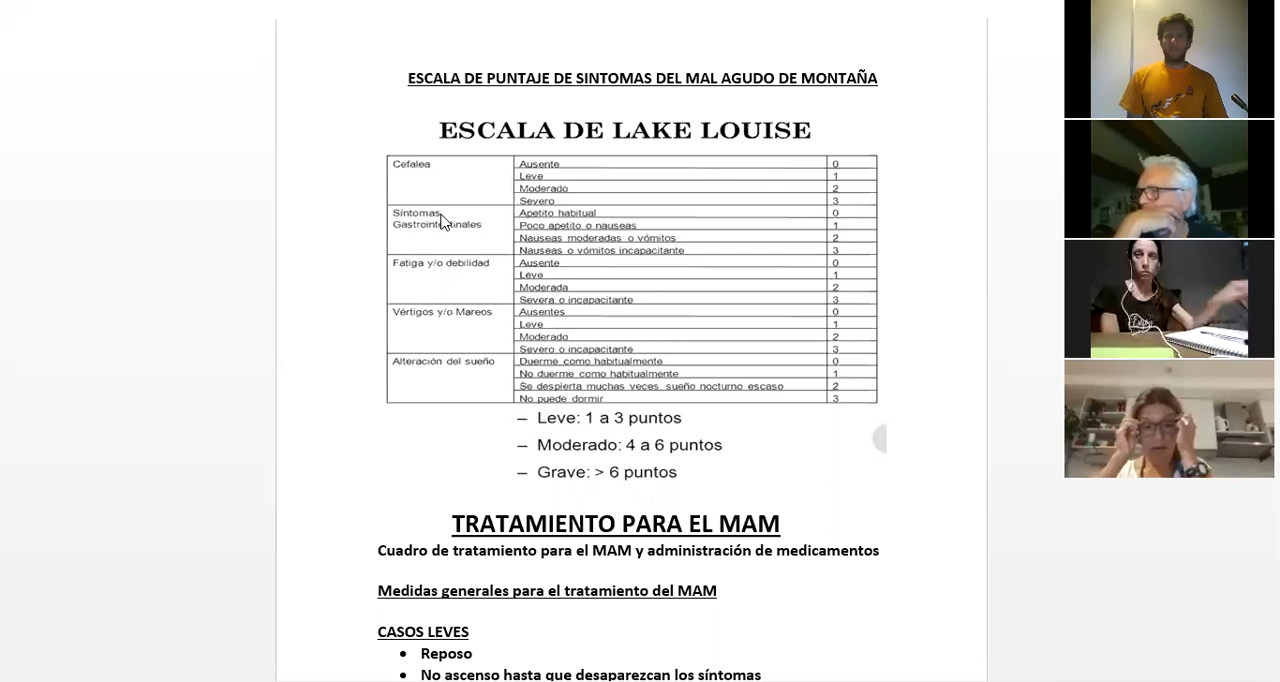 ESCALA DE PUNTAJE DE SINTOMAS DEL MAL AGUDO DE MONTAÑA
ESCALA DE LAKE LOUISE
Cefalea Ausente 0
Leve 1
Moderado 2
Severo 3
Síntomas Apetito habitual 0
Gastrointestinales Poco apetito o nauseas 1
Nauseas moderadas o vómitos 2
Nauseas o vómitos incapacitante 3
Fatiga y/o debilidad Ausente 0
Leve 1
Moderada 2
Severa o incapacitante 3
Vértigos y/o Mareos Ausentes 0
Leve 1
Moderado 2
Severo o incapacitante 3
Alteración del sueño Duerme como habitualmente 0
No duerme como habitualmente 1
Se despierta muchas veces, sueño nocturno escaso 2
No puede dormir 3
– Leve: 1 a 3 puntos
– Moderado: 4 a 6 puntos
– Grave: > 6 puntos
TRATAMIENTO PARA EL MAM
Cuadro de tratamiento para el MAM y administración de medicamentos
Medidas generales para el tratamiento del MAM
CASOS LEVES
• Reposo
• No ascenso hasta que desaparezcan los síntomas